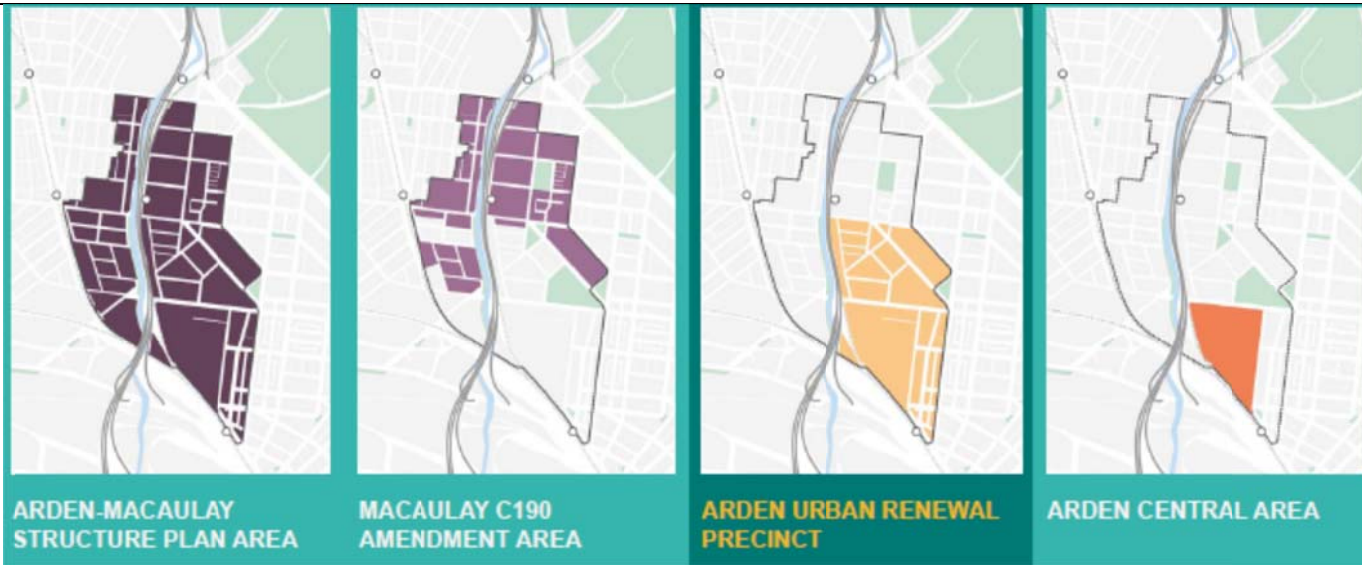 ARDEN-MACAULAY
STRUCTURE PLAN AREA
MACAULAY C190
AMENDMENT AREA
ARDEN URBAN RENEWAL
PRECINCT
ARDEN CENTRAL AREA